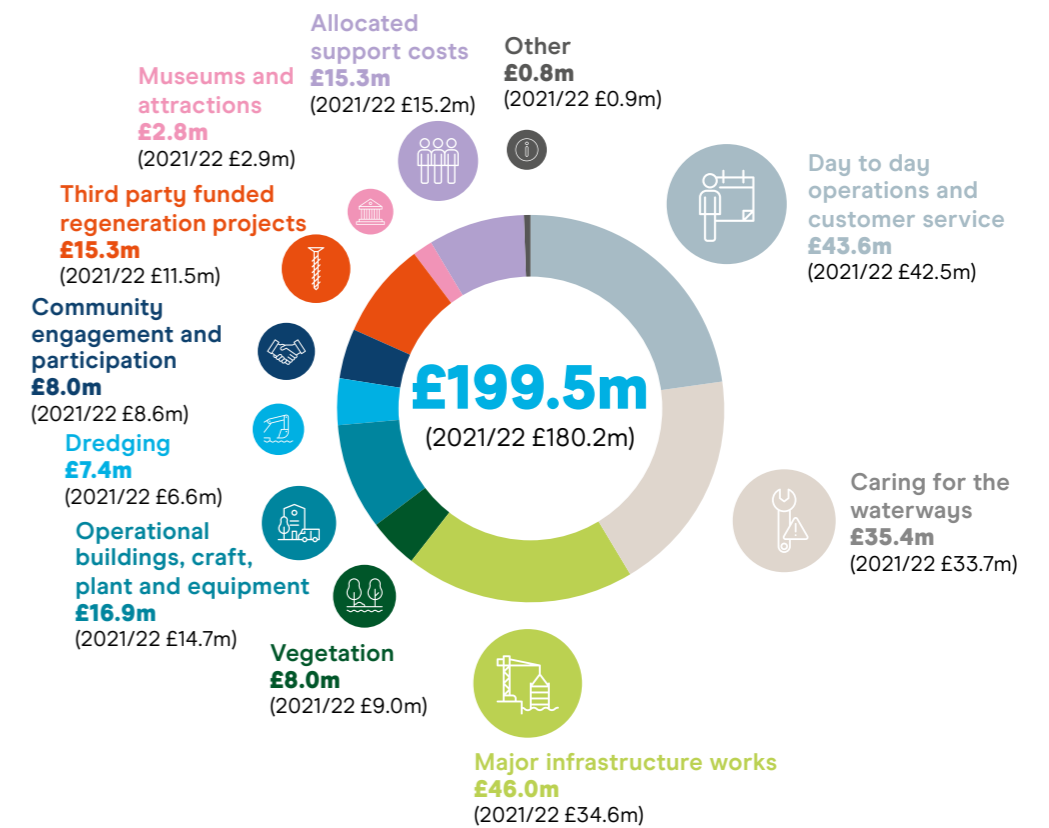 Allocated
support costs
£15.3m
(2021/22 £15.2m)
Other
£0.8m
(2021/22 £0.9m)
Museums and
attractions
£2.8m
(2021/22 £2.9m)
Day to day
operations and
customer service
£43.6m
(2021/22 £42.5m)
Third party funded
regeneration projects
£15.3m
(2021/22 £11.5m)
Community
engagement and
participation
£8.0m
(2021/22 £8.6m)
£199.5m
(2021/22 £180.2m)
Dredging
£7.4m
(2021/22 £6.6m)
Caring for the
waterways
£35.4m
(2021/22 £33.7m)
Operational
buildings, craft,
plant and equipment
£16.9m
(2021/22 £14.7m)
Vegetation
£8.0m
(2021/22 £9.0m)
Major infrastructure works
£46.0m
(2021/22 £34.6m)